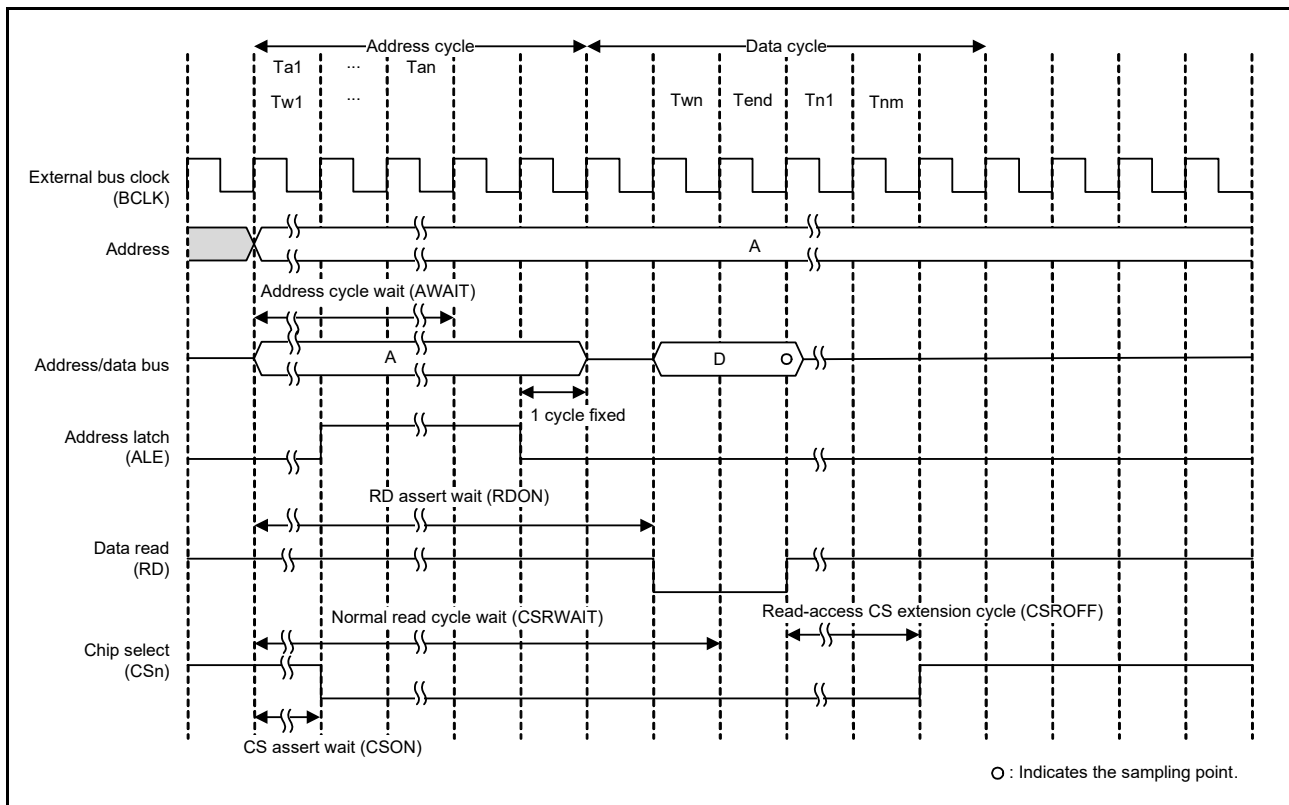 Address cycle Data cycle
Ta1 ... Tan
Tw1 ... Twn Tend Tn1 Tnm
External bus clock
(BCLK)
Address A
Address cycle wait (AWAIT)
Address/data bus A D
1 cycle fixed
Address latch
(ALE)
RD assert wait (RDON)
Data read
(RD)
Normal read cycle wait (CSRWAIT) Read-access CS extension cycle (CSROFF)
Chip select
(CSn)
CS assert wait (CSON)
: Indicates the sampling point.